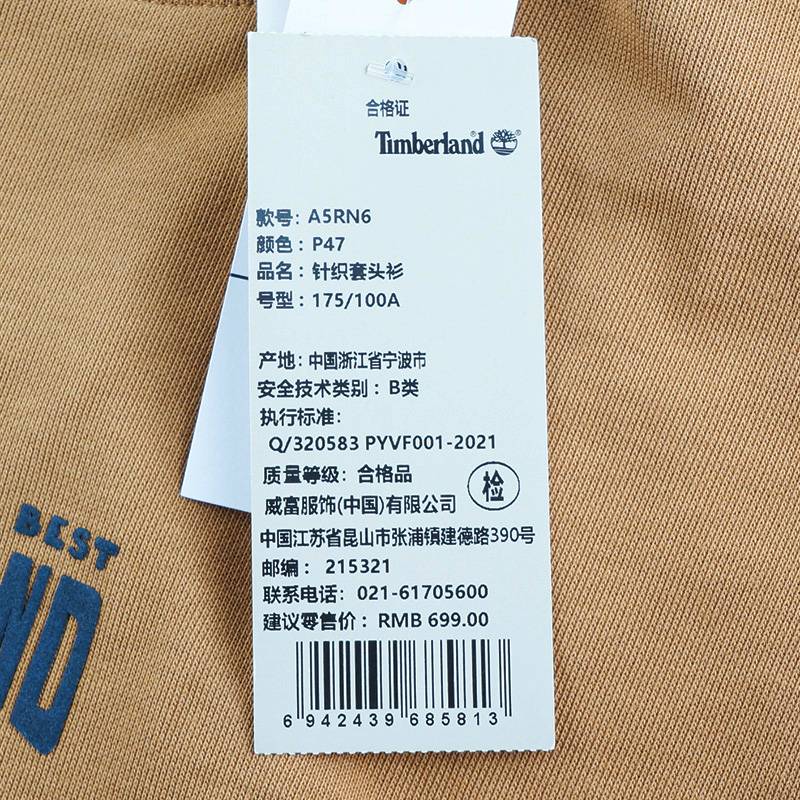 合格证
Timberland®
款号: A5RN6
颜色: P47
品名: 针织套头衫
号型: 175/100A
产地: 中国浙江省宁波市
安全技术类别: B类
执行标准:
Q/320583 PYVF001-2021
质量等级: 合格品
检
威富服饰(中国)有限公司
中国江苏省昆山市张浦镇建德路390号
邮编: 215321
联系电话: 021-61705600
建议零售价: RMB 699.00
6 942439 685813
BEST
ND